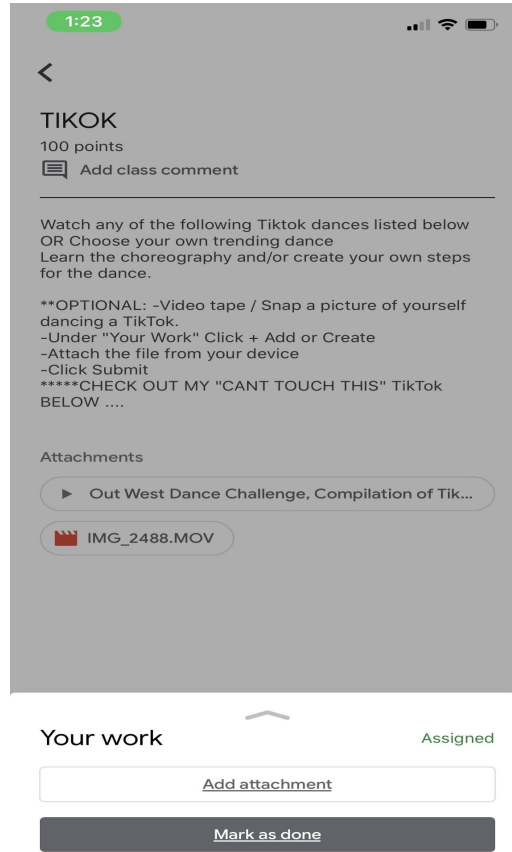 1:23
TIKOK
100 points
Add class comment
Watch any of the following Tiktok dances listed below
OR Choose your own trending dance
Learn the choreography and/or create your own steps
for the dance.
**OPTIONAL: -Video tape / Snap a picture of yourself
dancing a TikTok.
-Under "Your Work" Click + Add or Create
-Attach the file from your device
-Click Submit
*****CHECK OUT MY "CANT TOUCH THIS" TikTok
BELOW ....
Attachments
Out West Dance Challenge, Compilation of Tik...
IMG_2488.MOV
Your work
Assigned
Add attachment
Mark as done